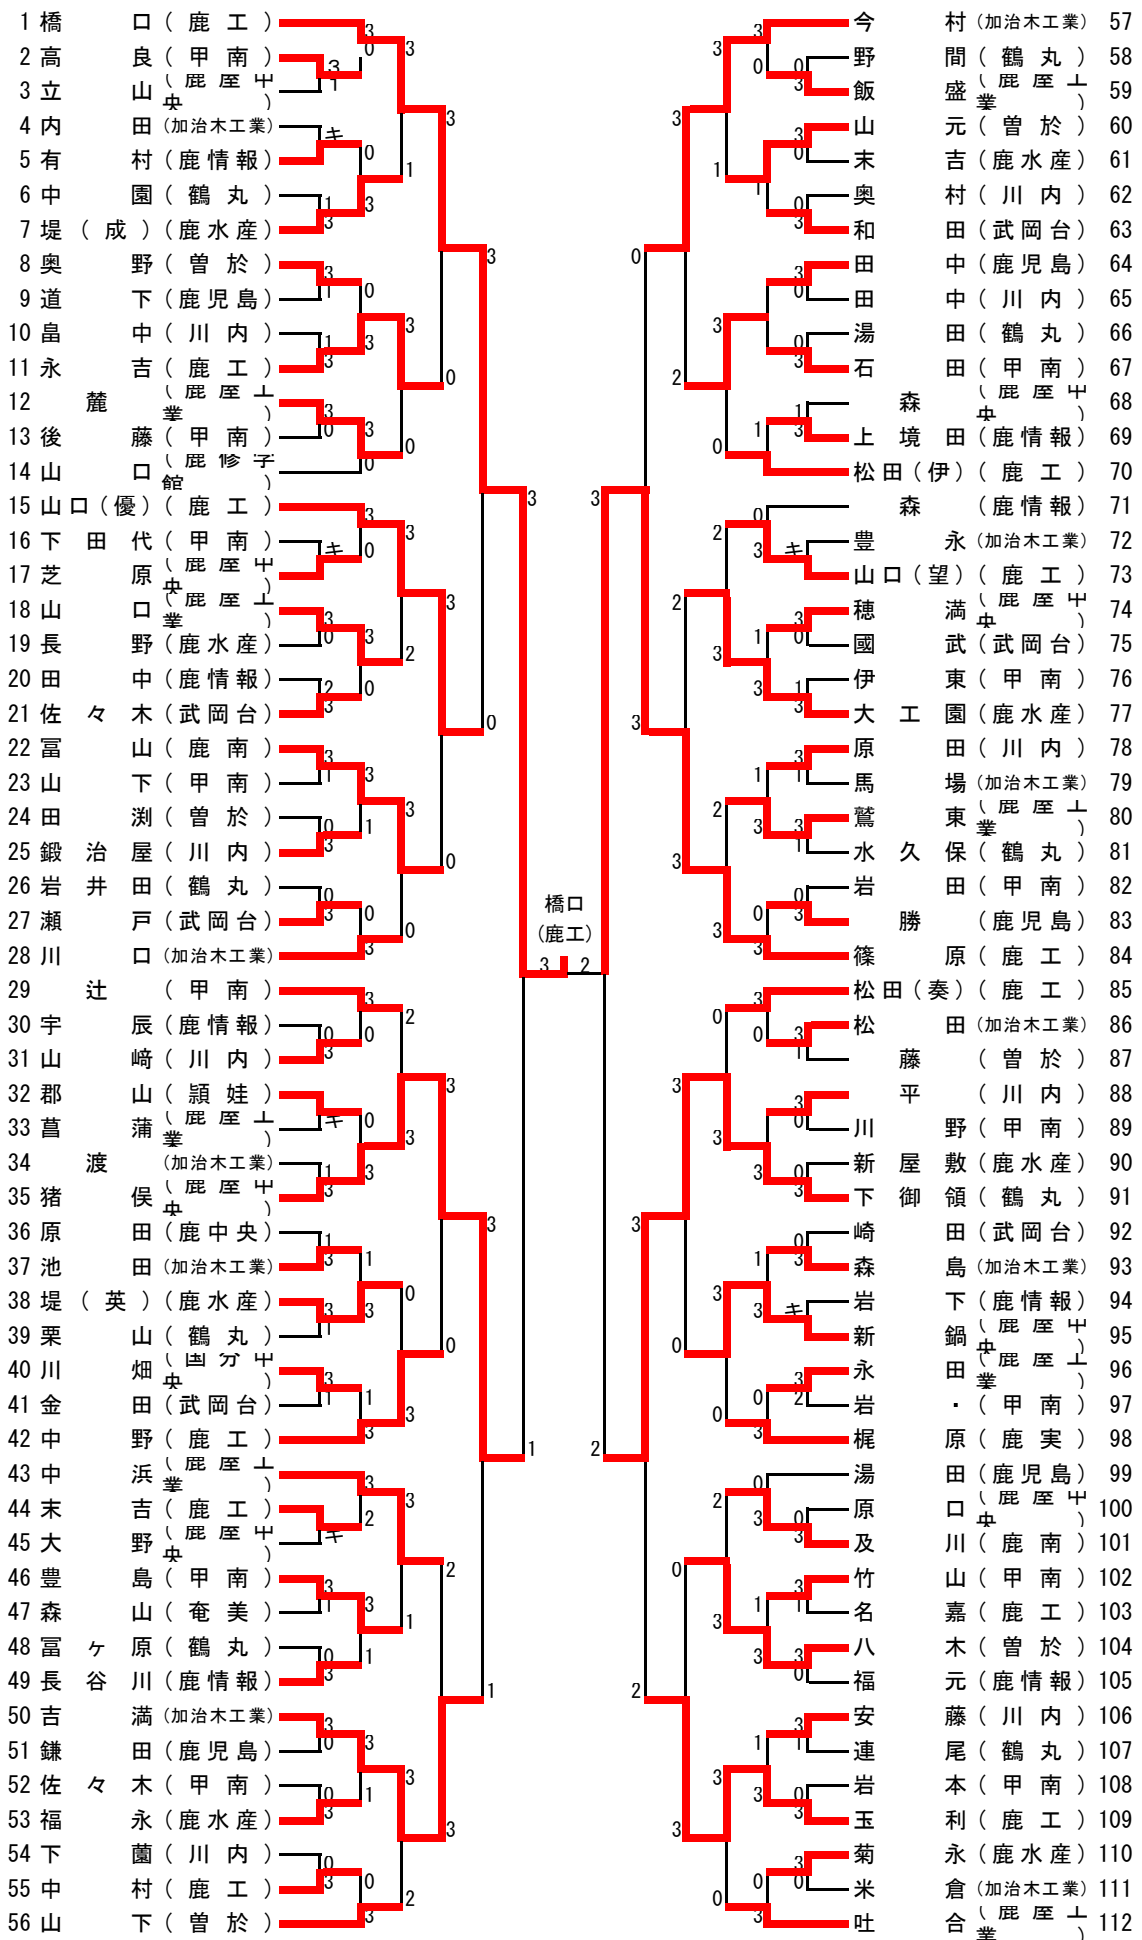 1 橋口(鹿工)
2 高良(甲南)
3 立山(鹿屋中央)
4 内田(加治木工業)
5 有村(鹿情報)
6 中園(鶴丸)
7 堤(成)(鹿水産)
8 奥野(曽於)
9 道下(鹿児島)
10 畠中(川内)
11 永吉(鹿工)
12 麓(鹿屋工業)
13 後藤(甲南)
14 山口(鹿修学館)
15 山口(優)(鹿工)
16 下田代(甲南)
17 芝原(鹿屋中央)
18 山口(鹿屋工業)
19 長野(鹿水産)
20 田中(鹿情報)
21 佐々木(武岡台)
22 冨山(鹿南)
23 山下(甲南)
24 田渕(曽於)
25 鍛治屋(川内)
26 岩井田(鶴丸)
27 瀬戸(武岡台)
28 川口(加治木工業)
29 辻(甲南)
30 宇辰(鹿情報)
31 山﨑(川内)
32 郡山(頴娃)
33 菖蒲(鹿屋工業)
34 渡(加治木工業)
35 猪俣(鹿屋中央)
36 原田(鹿中央)
37 池田(加治木工業)
38 堤(英)(鹿水産)
39 栗山(鶴丸)
40 川畑(国分中央)
41 金田(武岡台)
42 中野(鹿工)
43 中浜(鹿屋工業)
44 末吉(鹿工)
45 大野(鹿屋中央)
46 豊島(甲南)
47 森山(奄美)
48 冨ヶ原(鶴丸)
49 長谷川(鹿情報)
50 吉満(加治木工業)
51 鎌田(鹿児島)
52 佐々木(甲南)
53 福永(鹿水産)
54 下薗(川内)
55 中村(鹿工)
56 山下(曽於)
橋口
(鹿工)
3 2
今村(加治木工業) 57
野間(鶴丸) 58
飯盛(鹿屋工業) 59
山元(曽於) 60
末吉(鹿水産) 61
奥村(川内) 62
和田(武岡台) 63
田中(鹿児島) 64
田中(川内) 65
湯田(鶴丸) 66
石田(甲南) 67
森(鹿屋中央) 68
上境田(鹿情報) 69
松田(伊)(鹿工) 70
森(鹿情報) 71
豊永(加治木工業) 72
山口(望)(鹿工) 73
穂満(鹿屋中央) 74
國武(武岡台) 75
伊東(甲南) 76
大工園(鹿水産) 77
原田(川内) 78
馬場(加治木工業) 79
鷲東(鹿屋工業) 80
水久保(鶴丸) 81
岩田(甲南) 82
勝(鹿児島) 83
篠原(鹿工) 84
松田(奏)(鹿工) 85
松田(加治木工業) 86
藤(曽於) 87
平(川内) 88
川野(甲南) 89
新屋敷(鹿水産) 90
下御領(鶴丸) 91
崎田(武岡台) 92
森島(加治木工業) 93
岩下(鹿情報) 94
新鍋(鹿屋中央) 95
永田(鹿屋工業) 96
岩・(甲南) 97
梶原(鹿実) 98
湯田(鹿児島) 99
原口(鹿屋中央) 100
及川(鹿南) 101
竹山(甲南) 102
名嘉(鹿工) 103
八木(曽於) 104
福元(鹿情報) 105
安藤(川内) 106
連尾(鶴丸) 107
岩本(甲南) 108
玉利(鹿工) 109
菊永(鹿水産) 110
米倉(加治木工業) 111
吐合(鹿屋工業) 112